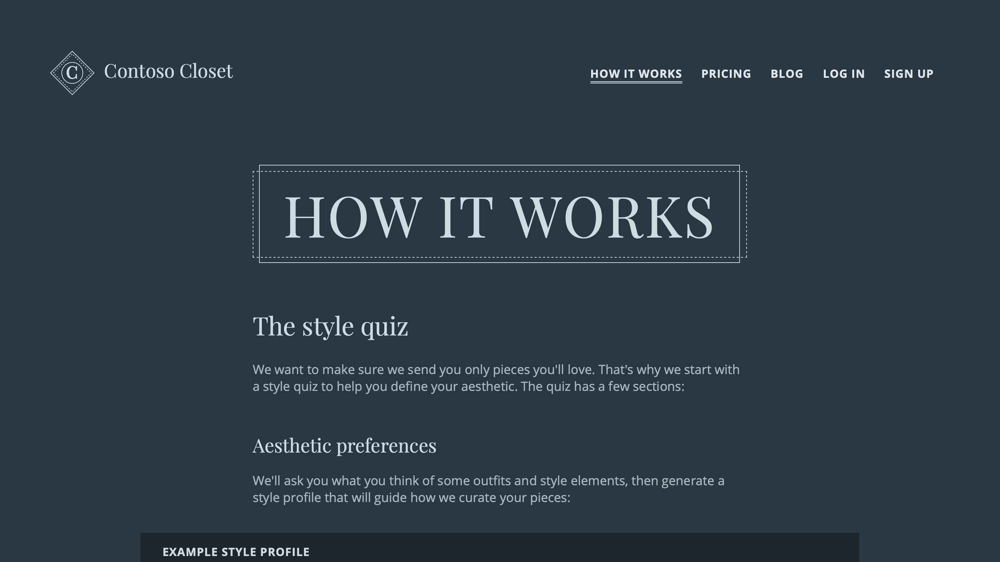 C
Contoso Closet
HOW IT WORKS
PRICING
BLOG
LOG IN
SIGN UP
HOW IT WORKS
The style quiz
We want to make sure we send you only pieces you'll love. That's why we start with
a style quiz to help you define your aesthetic. The quiz has a few sections:
Aesthetic preferences
We'll ask you what you think of some outfits and style elements, then generate a
style profile that will guide how we curate your pieces:
EXAMPLE STYLE PROFILE